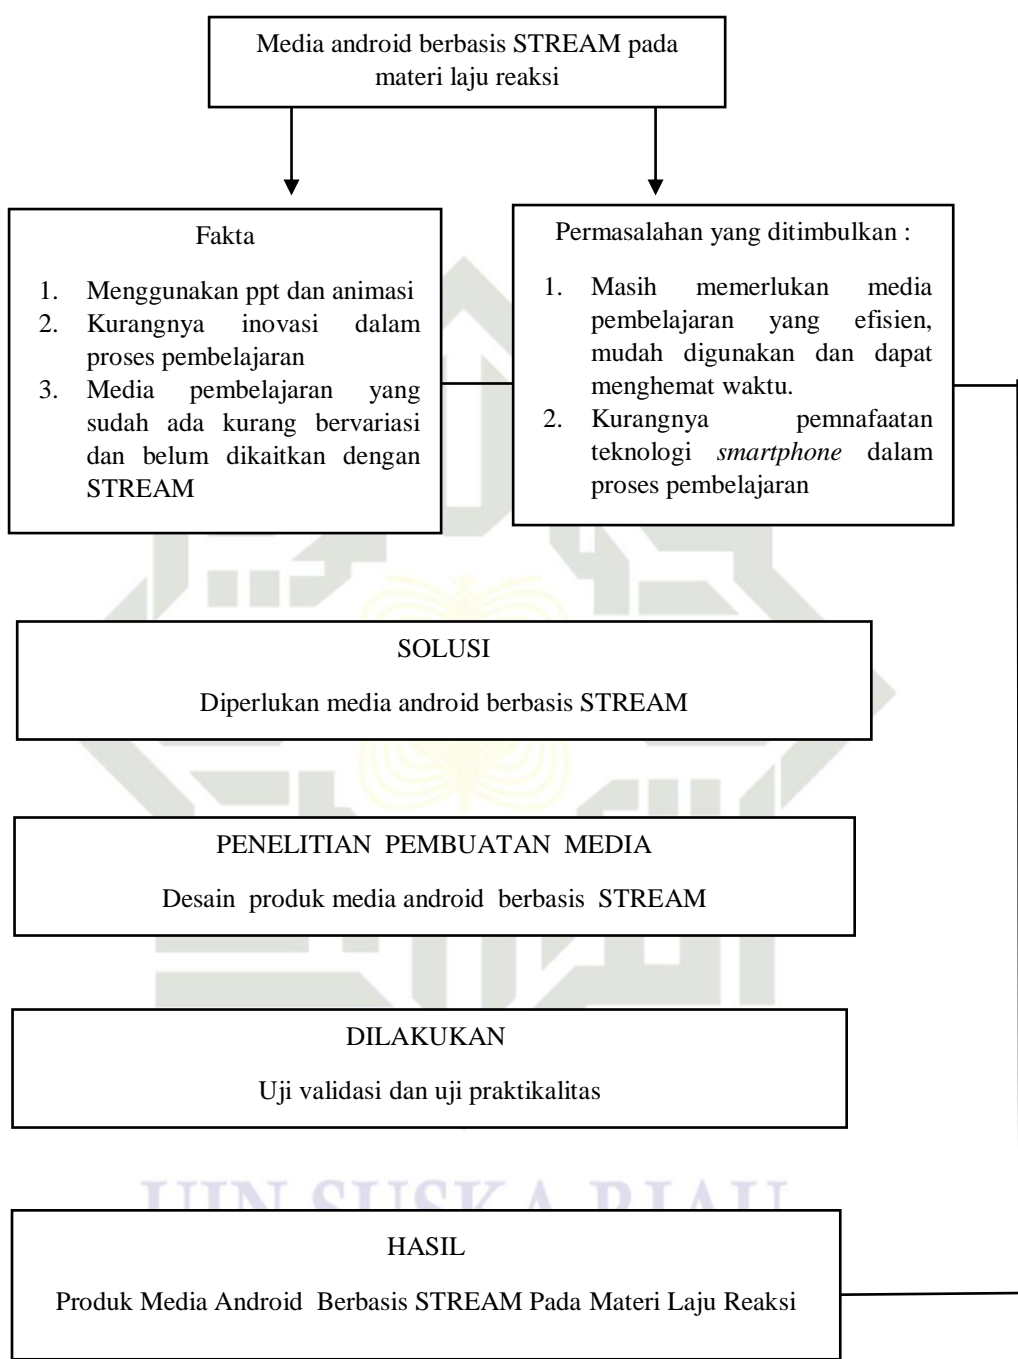 Media android berbasis STREAM pada
materi laju reaksi
Fakta
1. Menggunakan ppt dan animasi
2. Kurangnya inovasi dalam
proses pembelajaran
3. Media pembelajaran yang
sudah ada kurang bervariasi
dan belum dikaitkan dengan
STREAM
Permasalahan yang ditimbulkan :
1. Masih memerlukan media
pembelajaran yang efisien,
mudah digunakan dan dapat
menghemat waktu.
2. Kurangnya pemnafaatan
teknologi smartphone dalam
proses pembelajaran
SOLUSI
Diperlukan media android berbasis STREAM
PENELITIAN PEMBUATAN MEDIA
Desain produk media android berbasis STREAM
DILAKUKAN
Uji validasi dan uji praktikalitas
UIN SUSKA RIAU
HASIL
Produk Media Android Berbasis STREAM Pada Materi Laju Reaksi